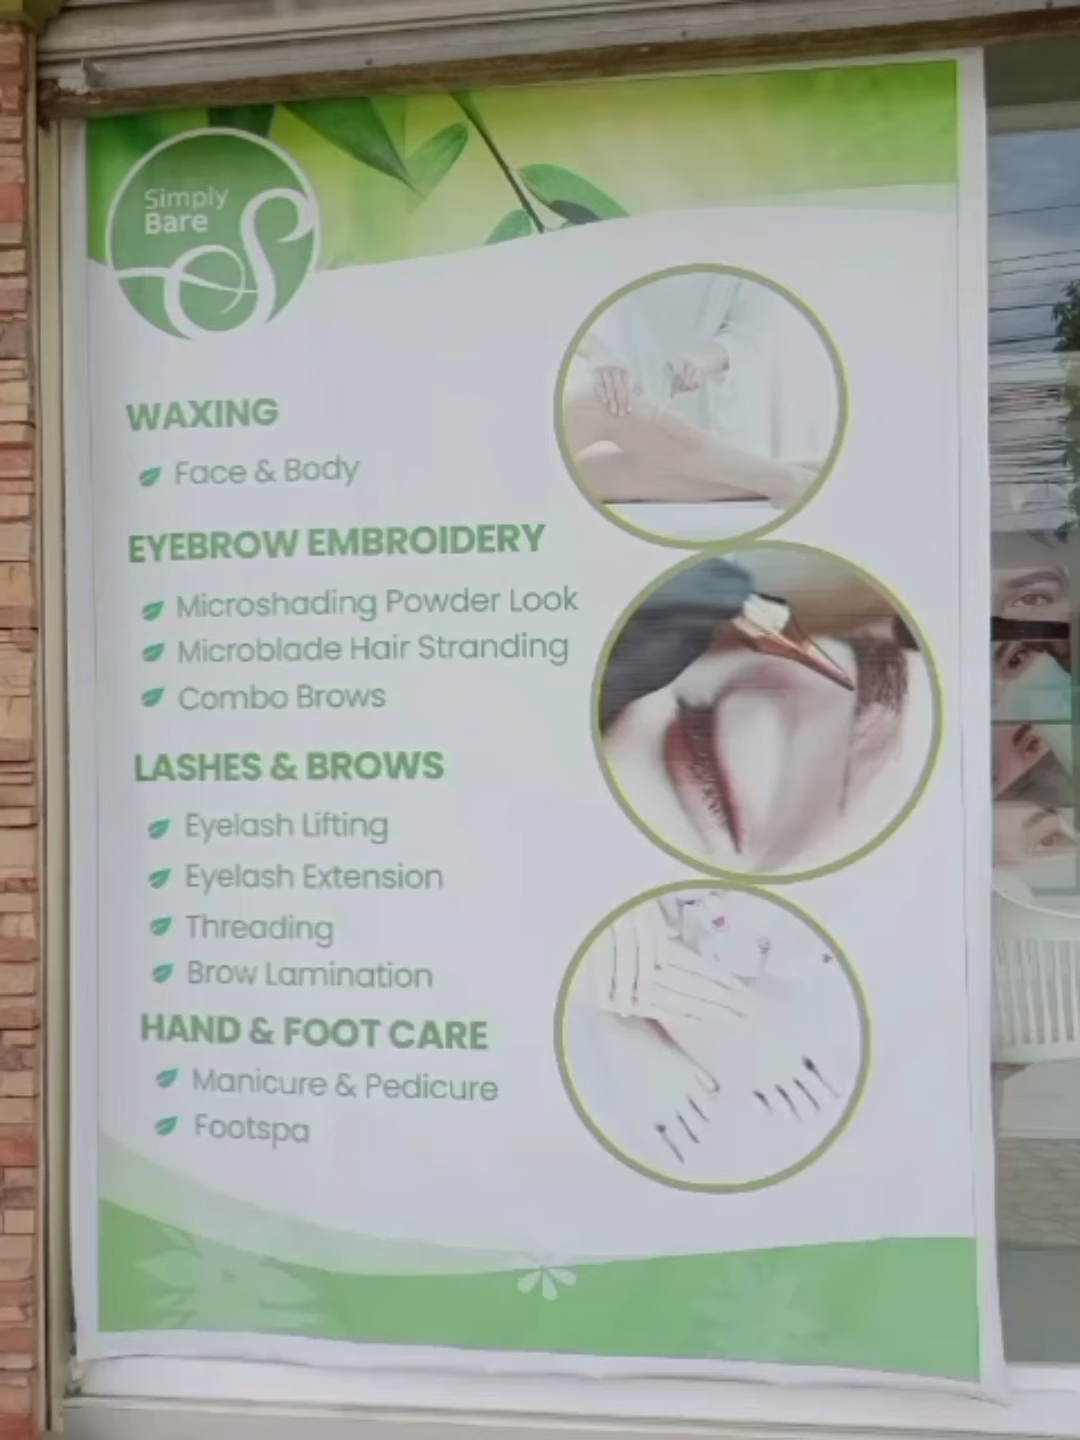 Simply
Bare
WAXING
Face & Body
EYEBROW EMBROIDERY
Microshading Powder Look
Microblade Hair Stranding
Combo Brows
LASHES & BROWS
Eyelash Lifting
Eyelash Extension
Threading
Brow Lamination
HAND & FOOT CARE
Manicure & Pedicure
Footspa